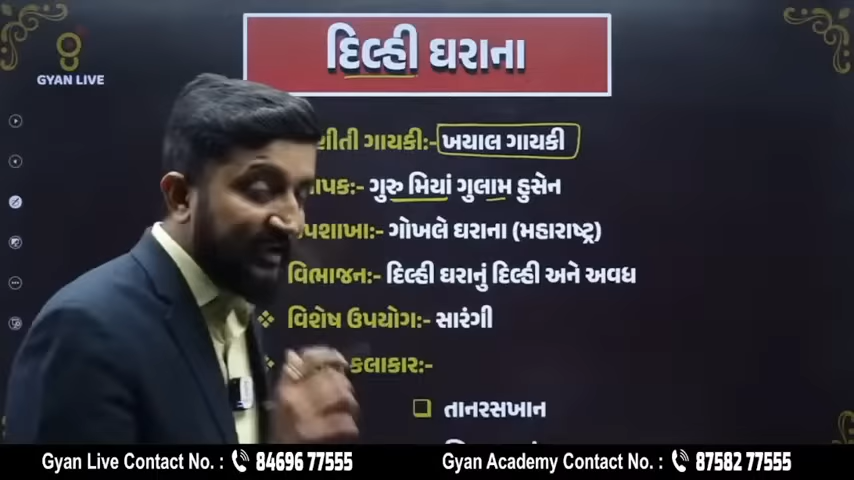 દિલ્હી ઘરાના
GYAN LIVE
ગાયકી:- ખયાલ ગાયકી
ગુરુ મિયાં ગુલામ હુસેન
ગોખલે ઘરાના (મહારાષ્ટ્ર)
વિભાજન:- દિલ્હી ઘરાનું દિલ્હી અને અવધ
❖ વિશેષ ઉપયોગ:- સારંગી
કલાકાર:-
❑ તાનરસખાન
Gyan Live Contact No. : 84696 77555
Gyan Academy Contact No. : 87582 77555